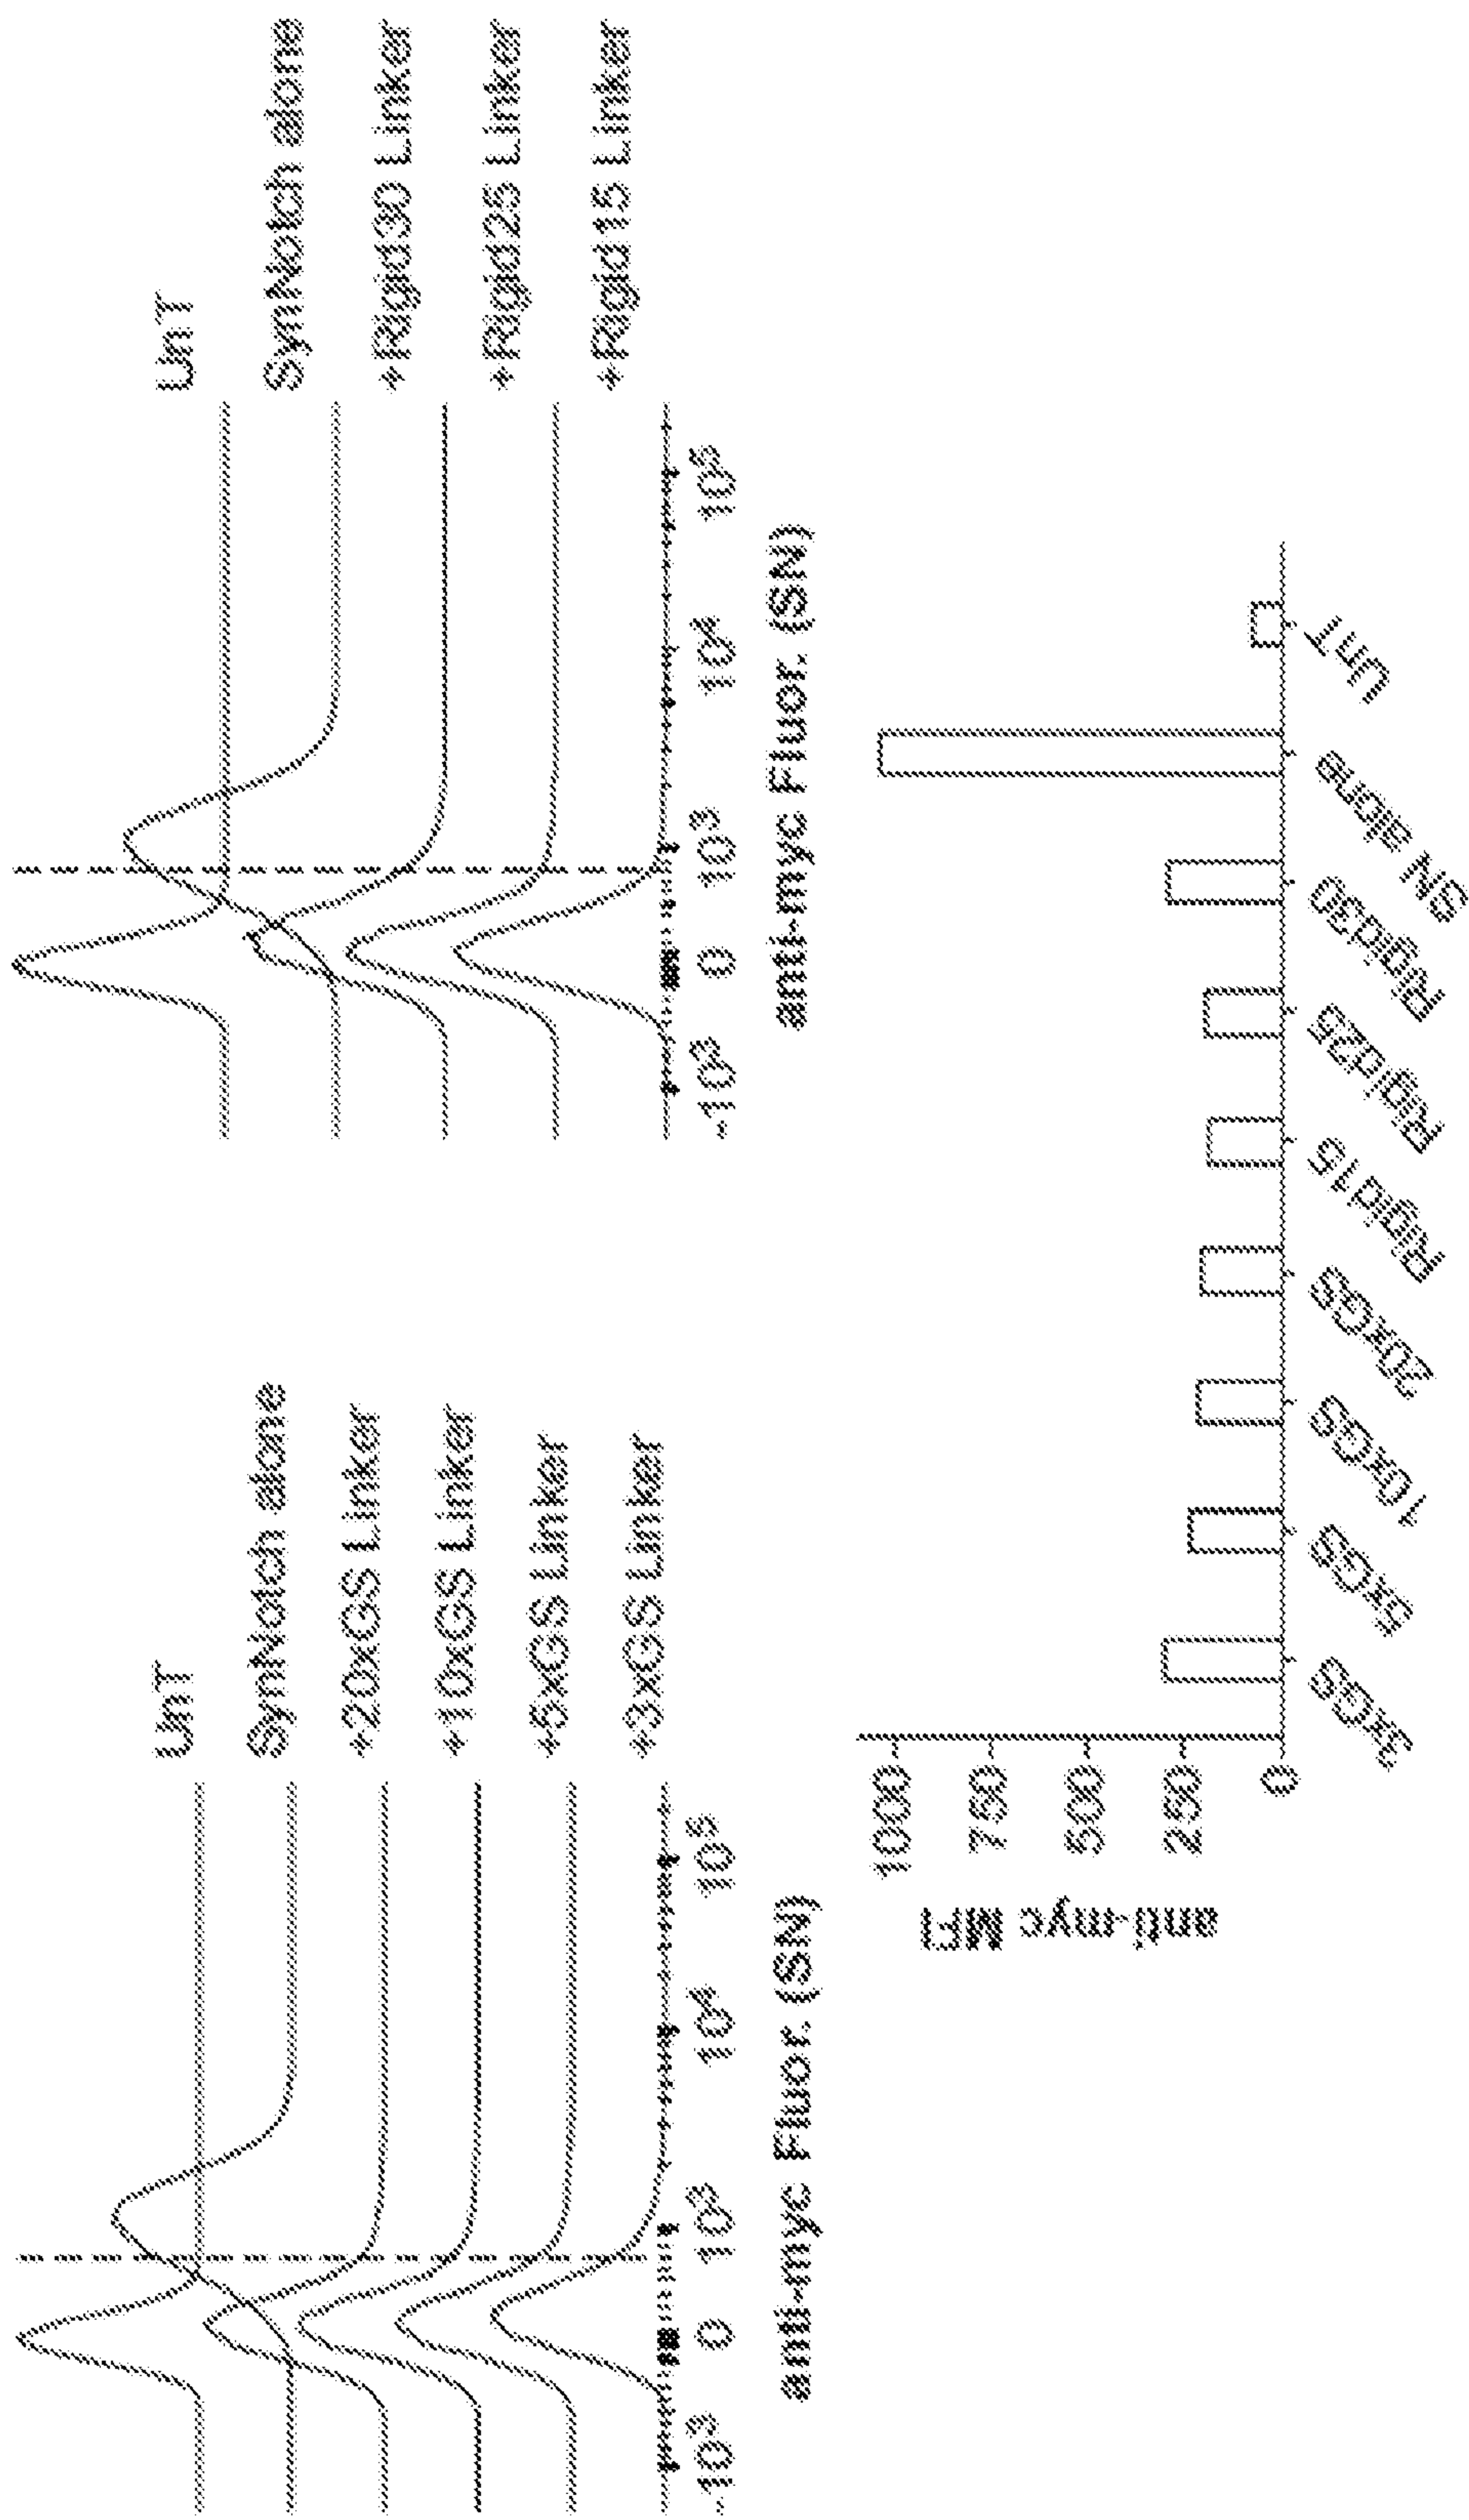 UnT
SynNotch alone
+20xGS Linker
+10xGS Linker
+5xGS Linker
+3xGS Linker
-10³ 0 10³ 10⁴ 10⁵
anti-myc Fluor. (SN)
UnT
SynNotch alone
+Rigid30 Linker
+Rigid25 Linker
+Rigid15 Linker
-10³ 0 10³ 10⁴ 10⁵
anti-myc Fluor. (SN)
anti-myc MFI
1000
750
500
250
0
3xGS 5xGS 10xGS 20xGS Rigid15 Rigid25 Rigid30 SN alone UnT